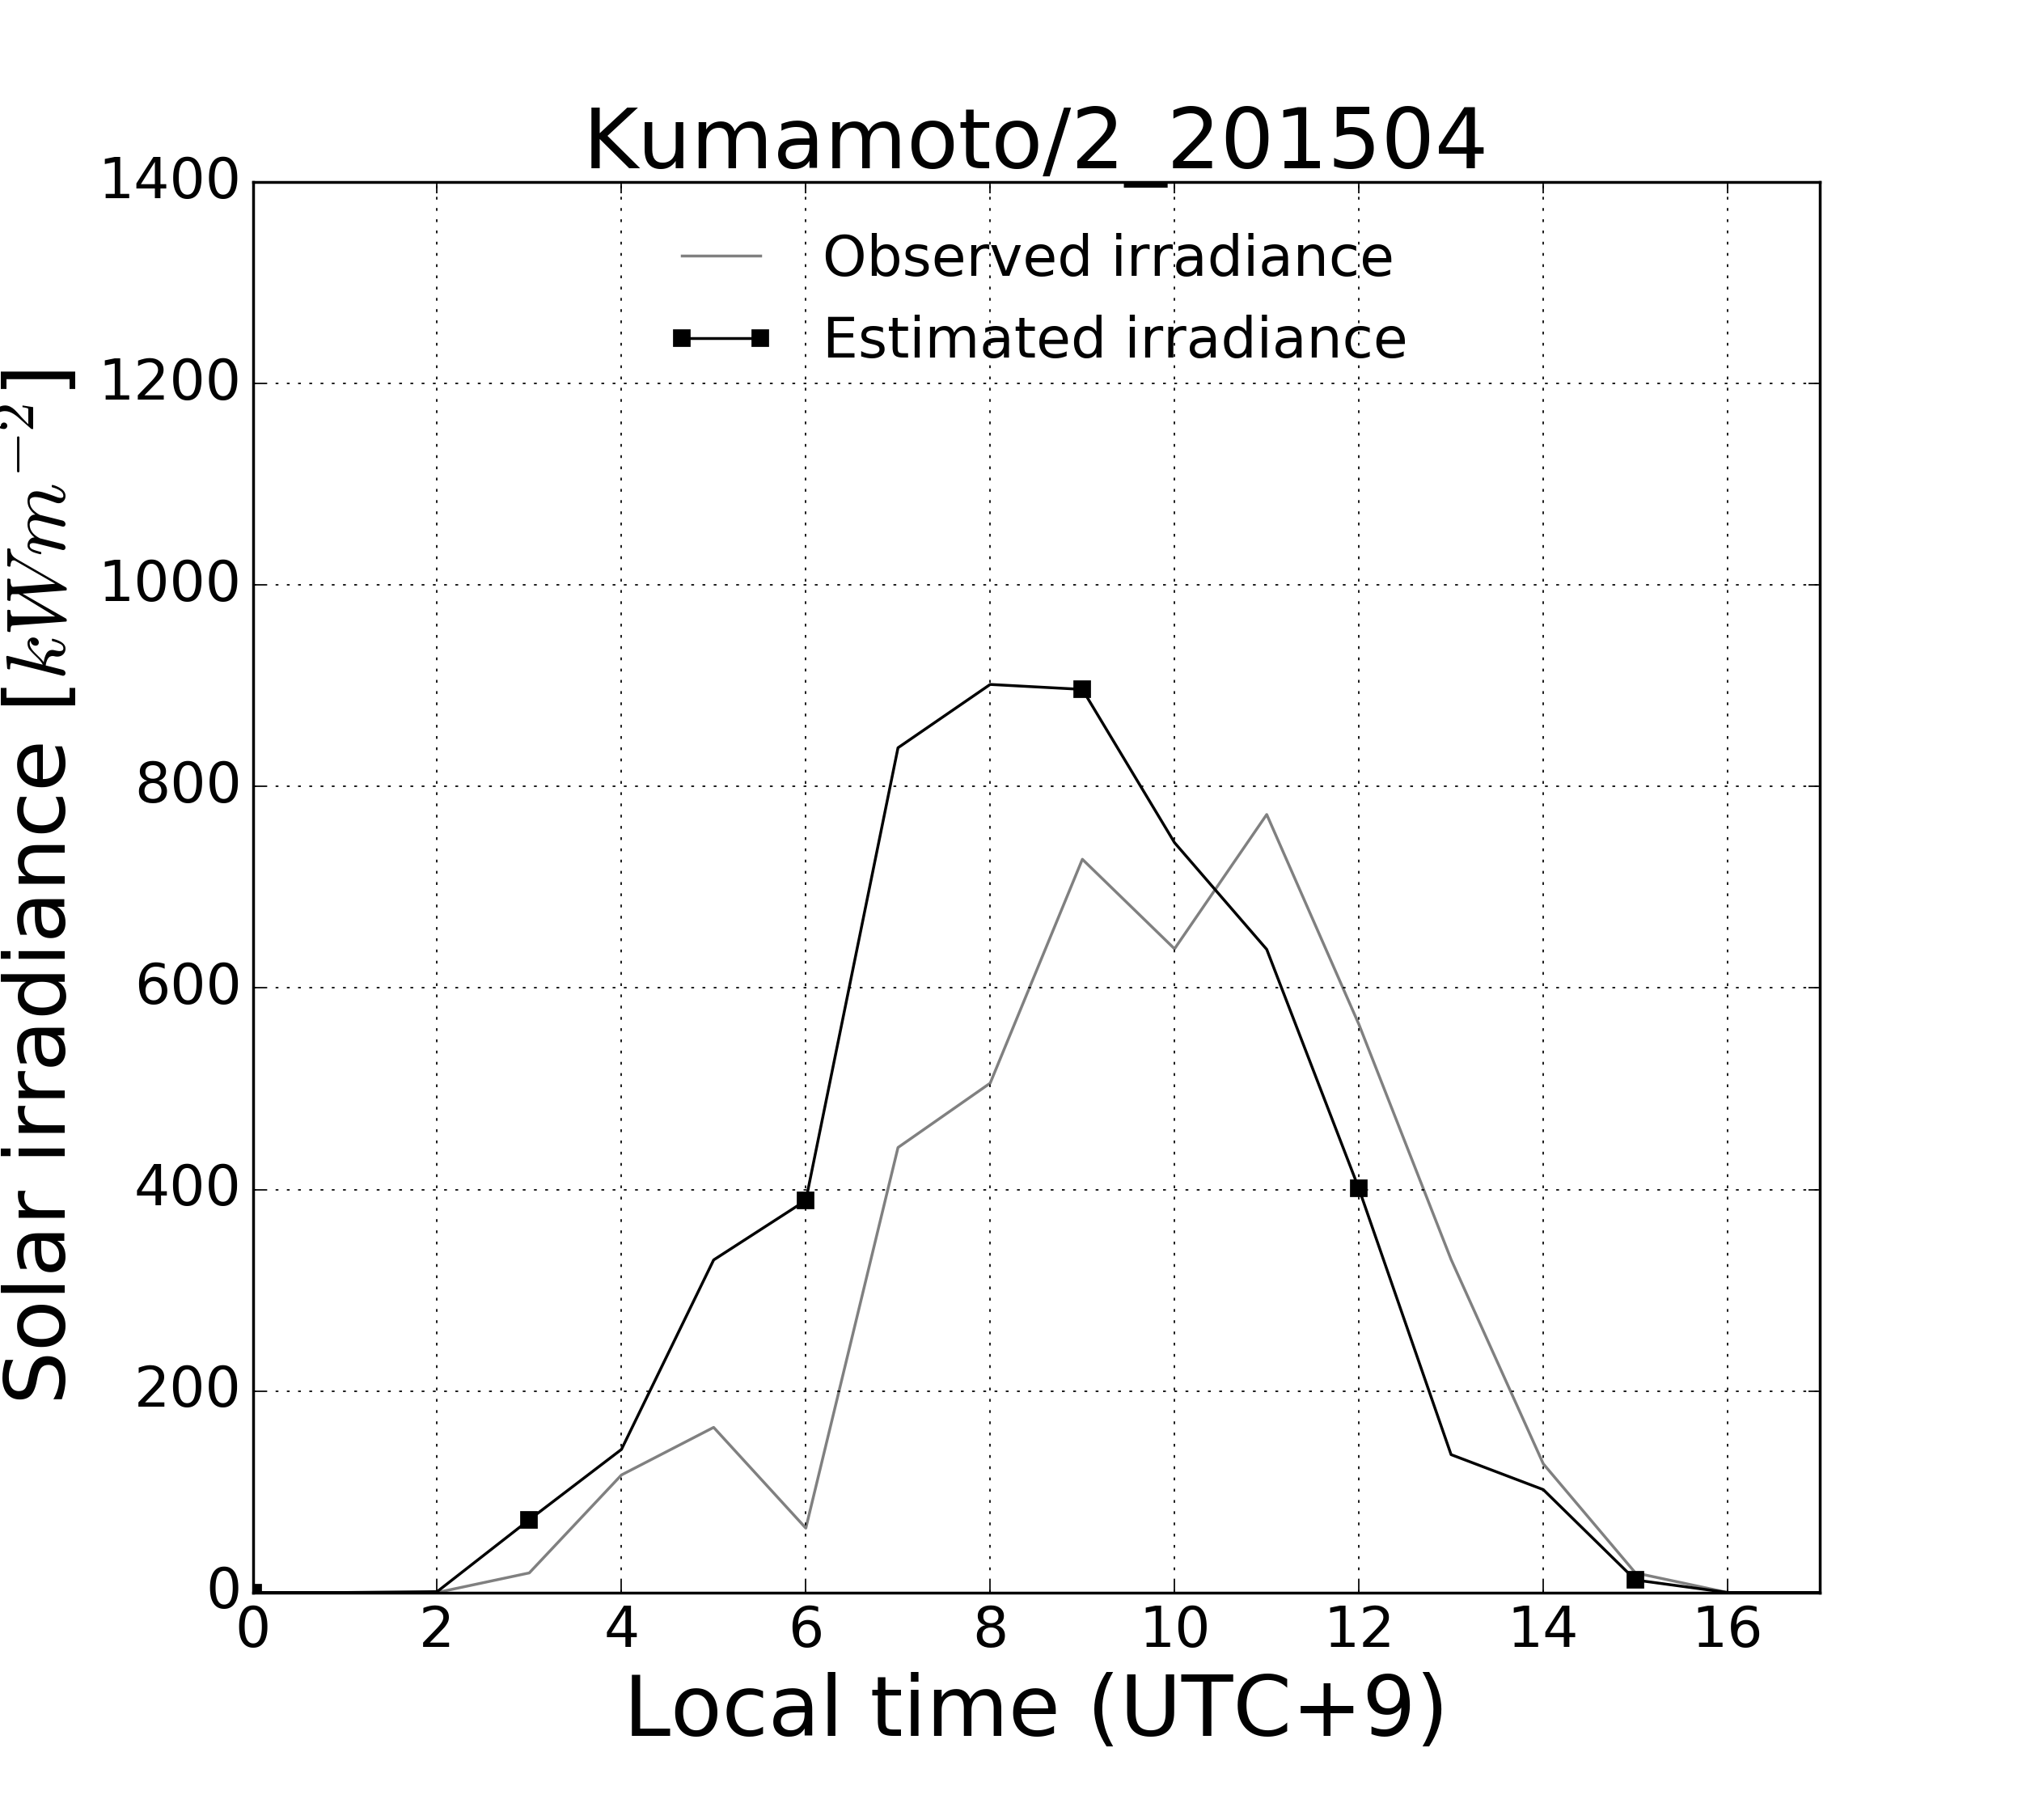 Kumamoto/2_201504
Observed irradiance
Estimated irradiance
Solar irradiance [kWm⁻²]
1400
1200
1000
800
600
400
200
0
0 2 4 6 8 10 12 14 16
Local time (UTC+9)